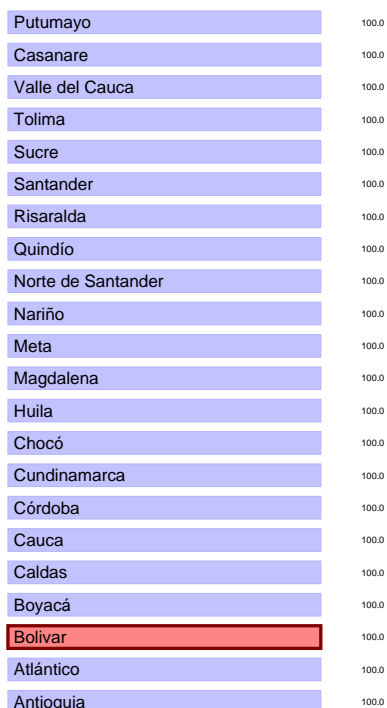 Putumayo 100.0
Casanare 100.0
Valle del Cauca 100.0
Tolima 100.0
Sucre 100.0
Santander 100.0
Risaralda 100.0
Quindío 100.0
Norte de Santander 100.0
Nariño 100.0
Meta 100.0
Magdalena 100.0
Huila 100.0
Chocó 100.0
Cundinamarca 100.0
Córdoba 100.0
Cauca 100.0
Caldas 100.0
Boyacá 100.0
Bolivar 100.0
Atlántico 100.0
Antioquia 100.0